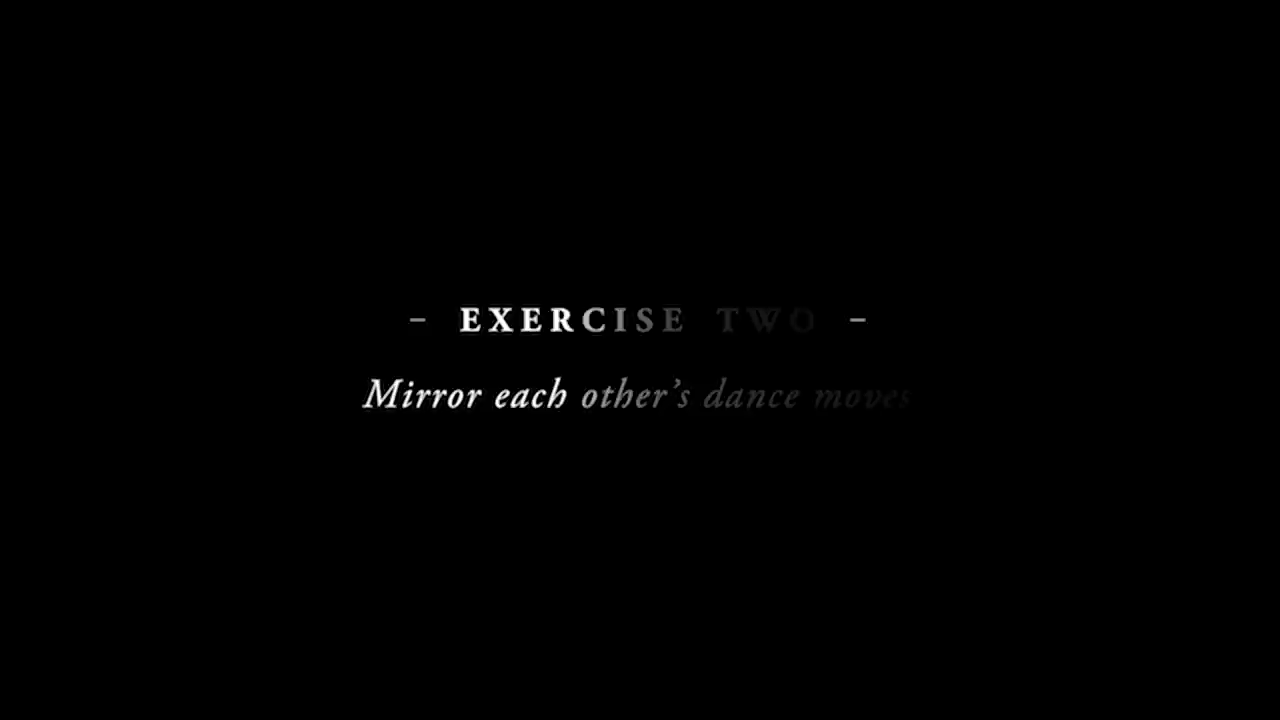 – EXERCISE TWO –
Mirror each other’s dance moves